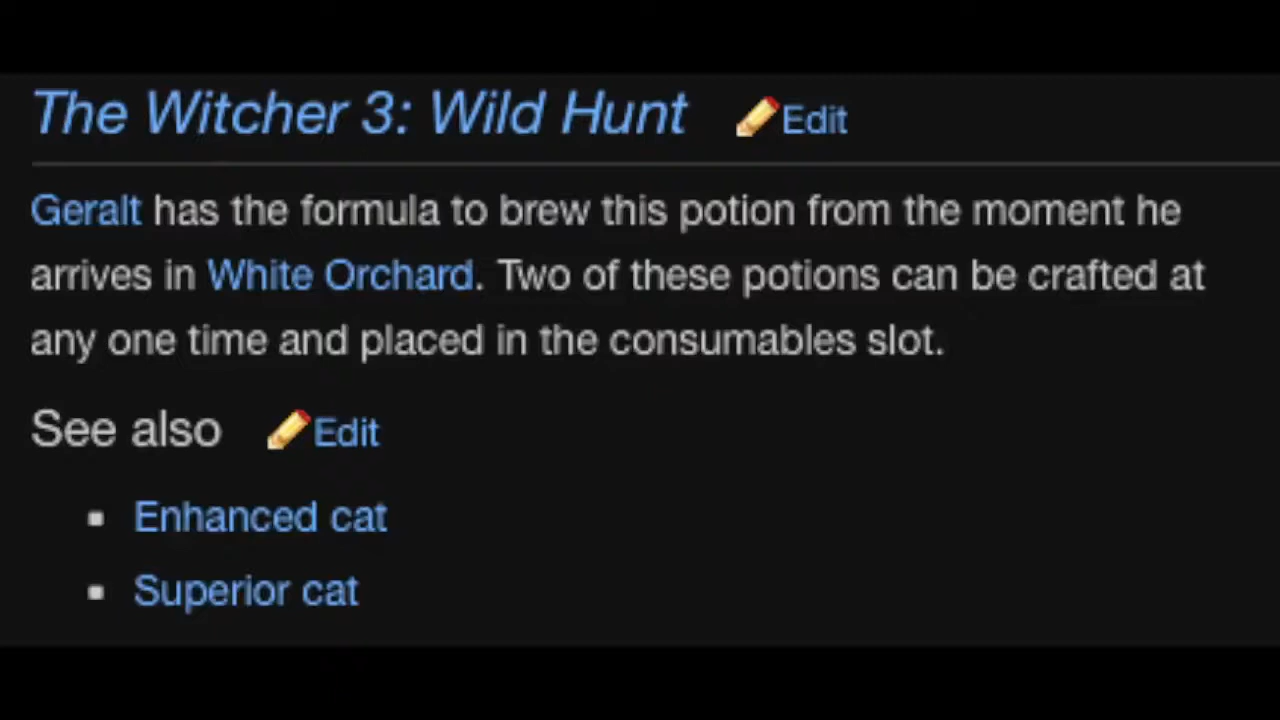 The Witcher 3: Wild Hunt Edit
Geralt has the formula to brew this potion from the moment he
arrives in White Orchard. Two of these potions can be crafted at
any one time and placed in the consumables slot.
See also Edit
Enhanced cat
Superior cat